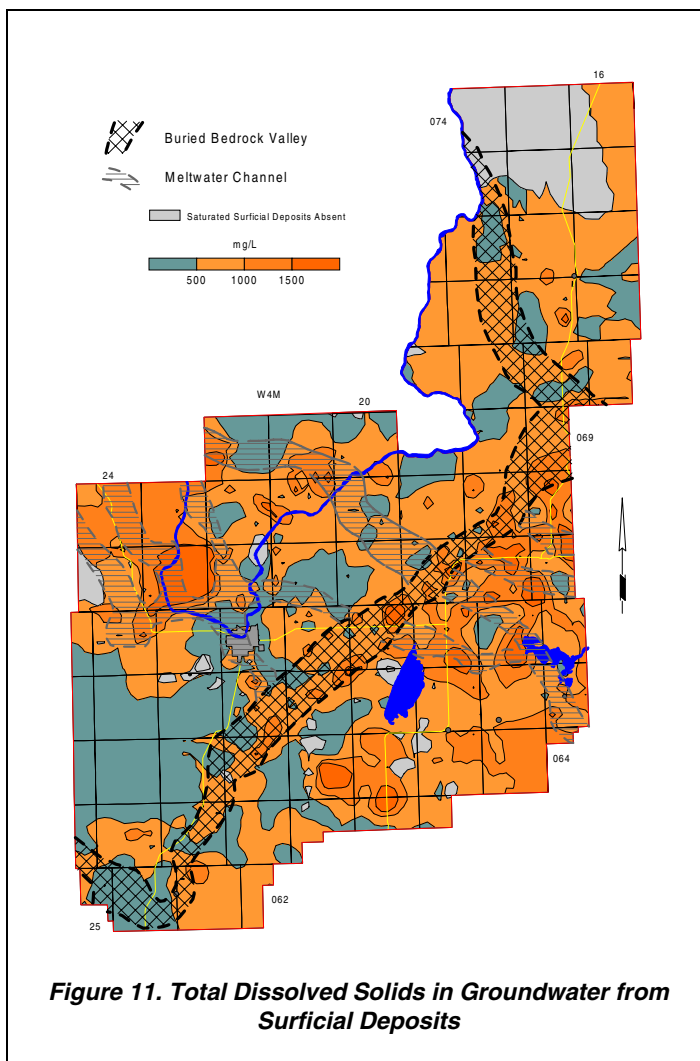 16
074
Buried Bedrock Valley
Meltwater Channel
Saturated Surficial Deposits Absent
mg/L
500 1000 1500
W4M
20
069
24
064
062
25
Figure 11. Total Dissolved Solids in Groundwater from
Surficial Deposits